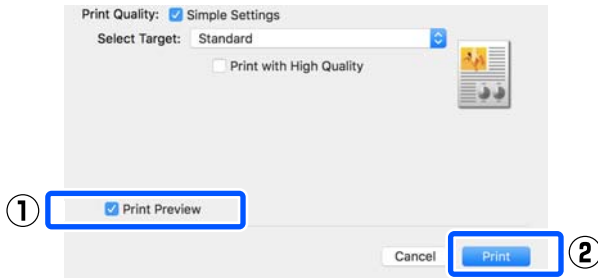 Print Quality: Simple Settings
Select Target: Standard
Print with High Quality
① Print Preview
Cancel Print ②